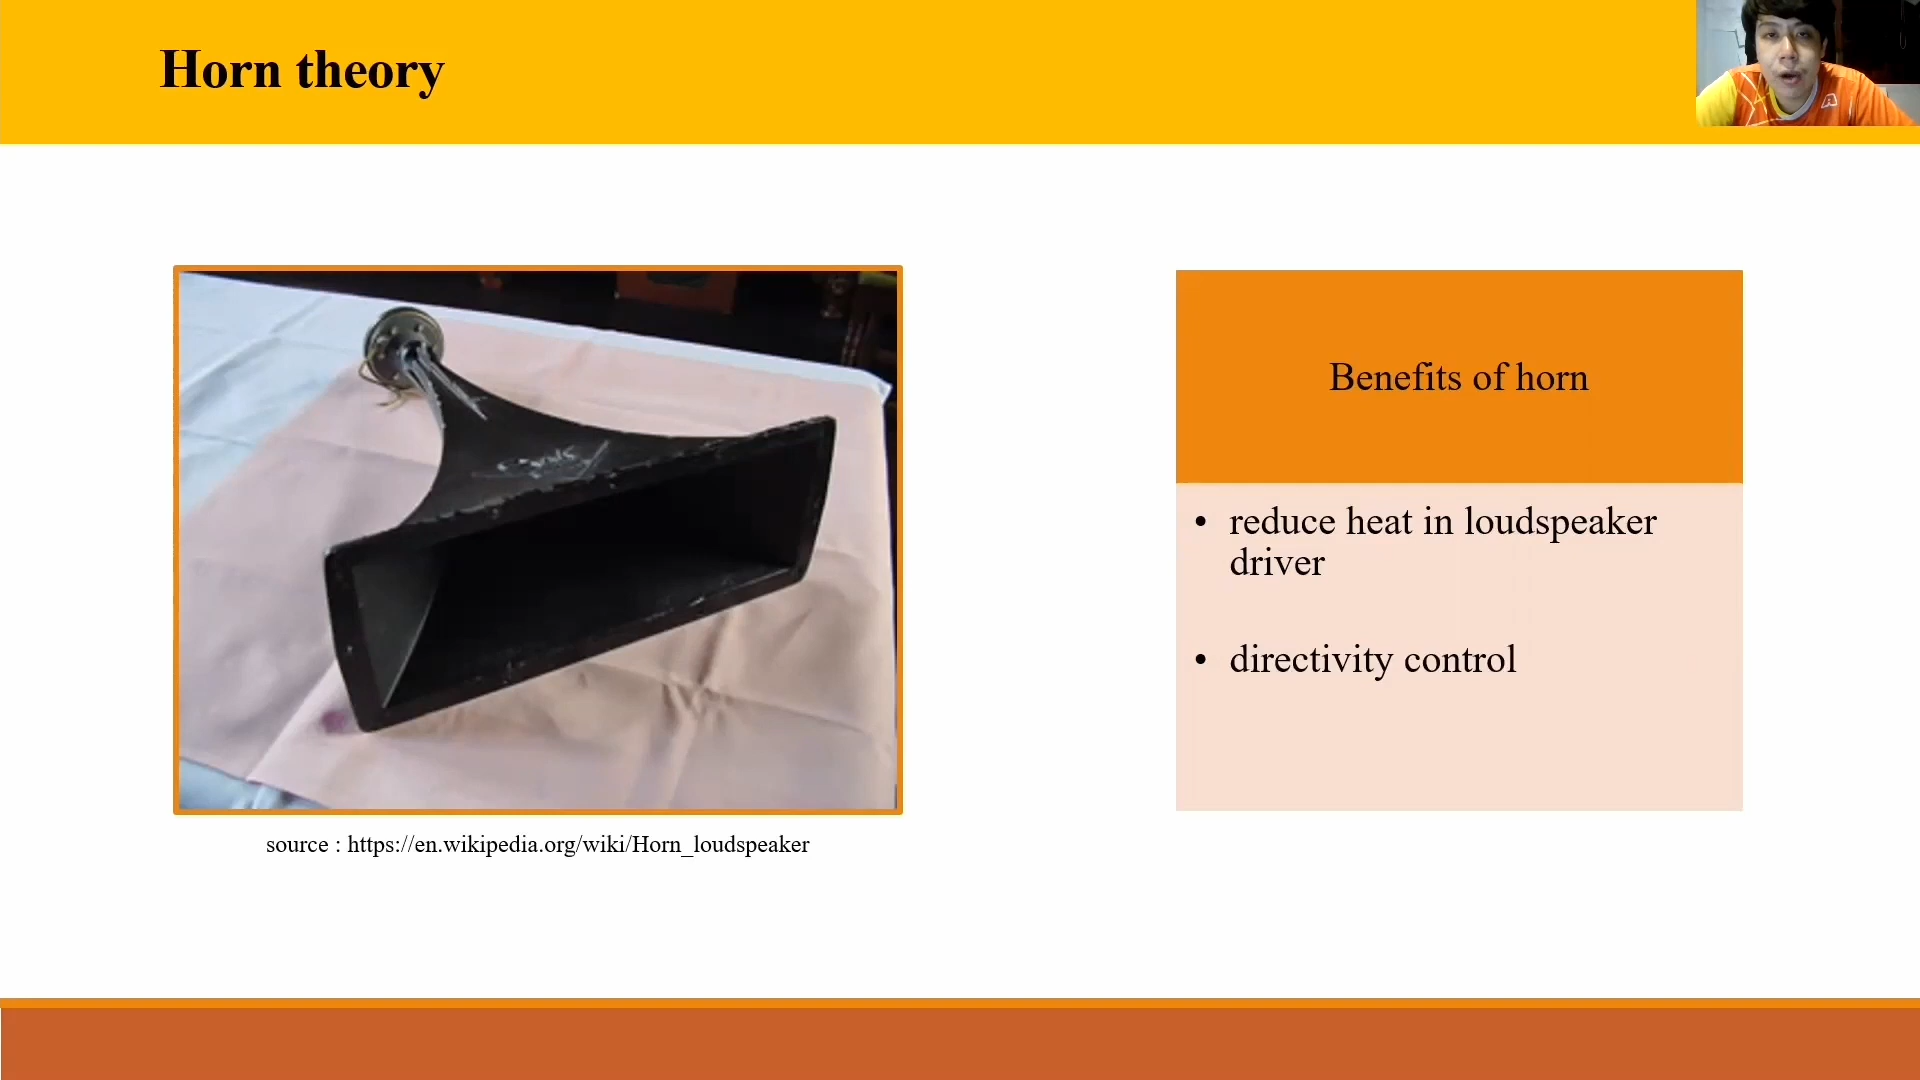 Horn theory
Benefits of horn
• reduce heat in loudspeaker
driver
• directivity control
source : https://en.wikipedia.org/wiki/Horn_loudspeaker